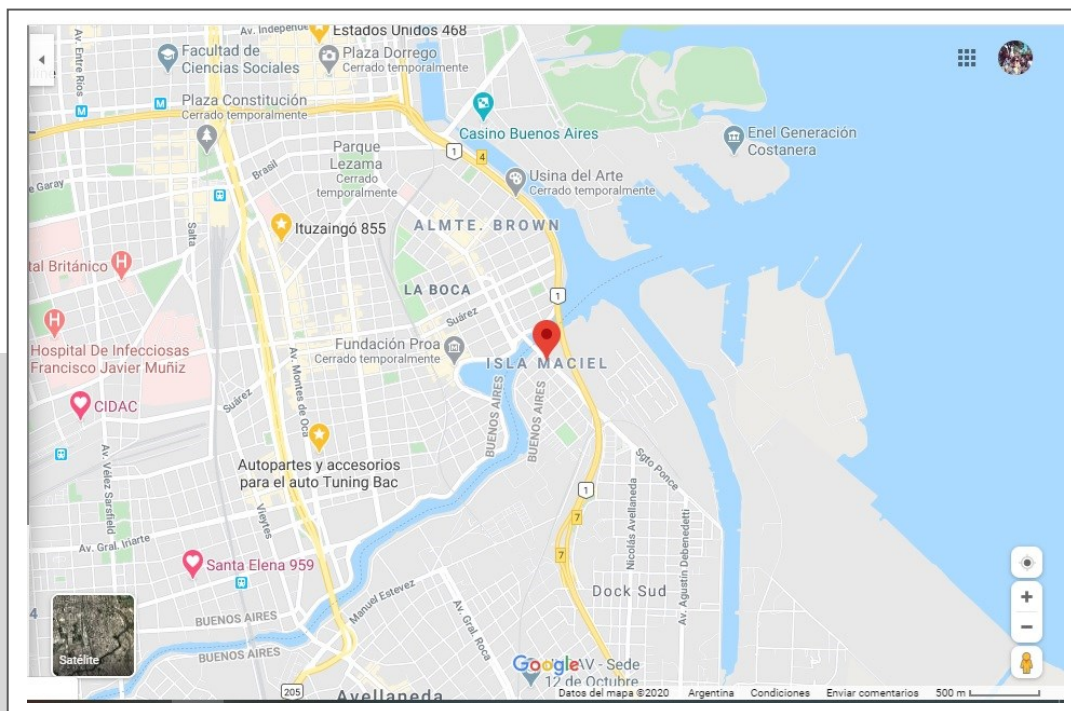 Av. Independ
Estados Unidos 468
Av. Entre Ríos
Facultad de
Ciencias Sociales
Plaza Dorrego
Cerrado temporalmente
M
M
Plaza Constitución
Cerrado temporalmente
Casino Buenos Aires
Enel Generación
Costanera
1
4
Parque
Lezama
Cerrado
temporalmente
Brasil
Usina del Arte
Cerrado temporalmente
e Garay
Salta
Ituzaingó 855
ALMTE. BROWN
tal Británico
H
LA BOCA
1
Suárez
H
Hospital De Infecciosas
Francisco Javier Muñiz
Fundación Proa
Cerrado temporalmente
ISLA MACIEL
Av. Montes de Oca
BUENOS AIRES
BUENOS AIRES
CIDAC
Suárez
Autopartes y accesorios
para el auto Tuning Bac
Sgto Ponce
Av. Vélez Sarsfield
Vieytes
1
7
7
Nicolás Avellaneda
Av. Agustín Debenedetti
Av. Gral. Iriarte
Santa Elena 959
Dock Sud
Manuel Estevez
Av. Gral. Roca
4
BUENOS AIRES
BUENOS AIRES
Satélite
Google
AV - Sede
12 de Octubre
205
Avellaneda
Datos del mapa ©2020 Argentina Condiciones Enviar comentarios 500 m